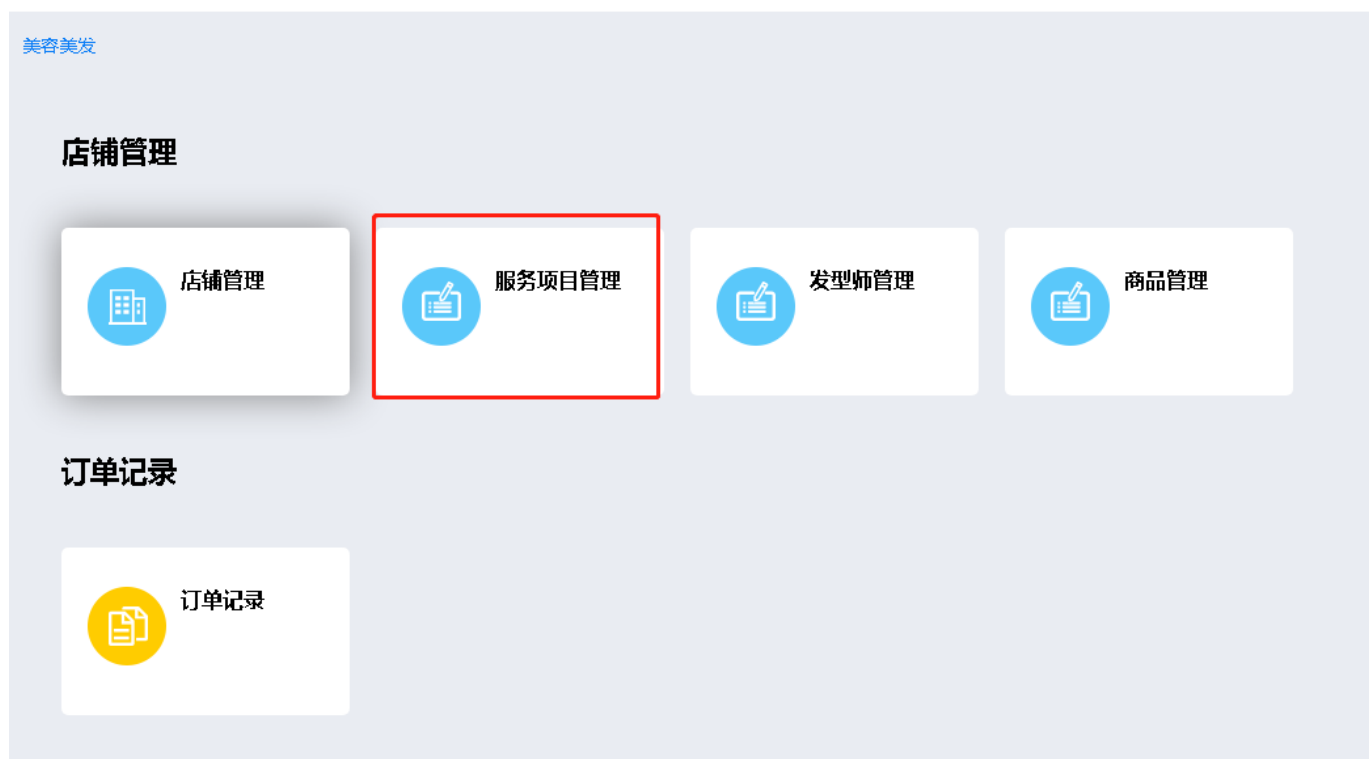 美容美发
店铺管理
店铺管理
服务项目管理
发型师管理
商品管理
订单记录
订单记录